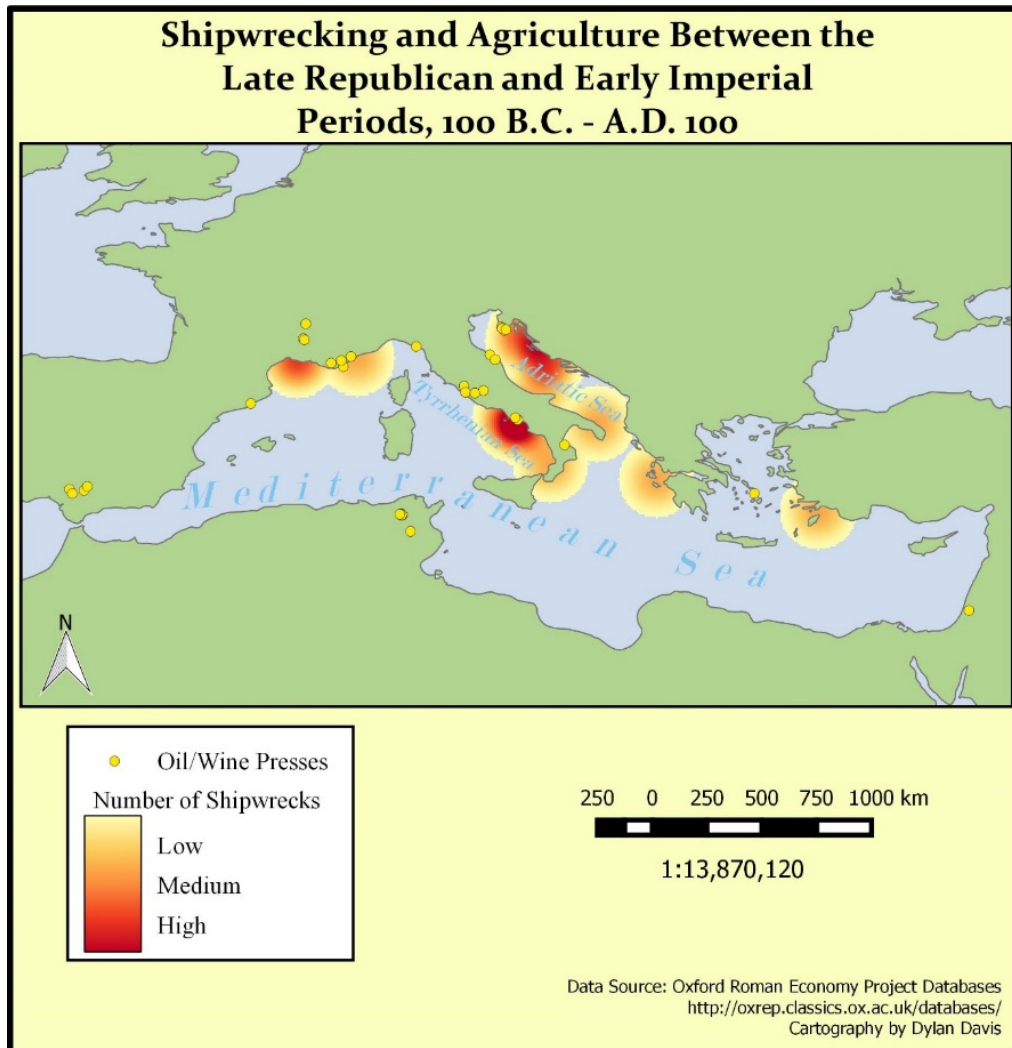 Shipwrecking and Agriculture Between the
Late Republican and Early Imperial
Periods, 100 B.C. - A.D. 100
Adriatic Sea
Tyrrhenian Sea
Mediterranean Sea
N
Oil/Wine Presses
Number of Shipwrecks
Low
Medium
High
250 0 250 500 750 1000 km
1:13,870,120
Data Source: Oxford Roman Economy Project Databases
http://oxrep.classics.ox.ac.uk/databases/
Cartography by Dylan Davis